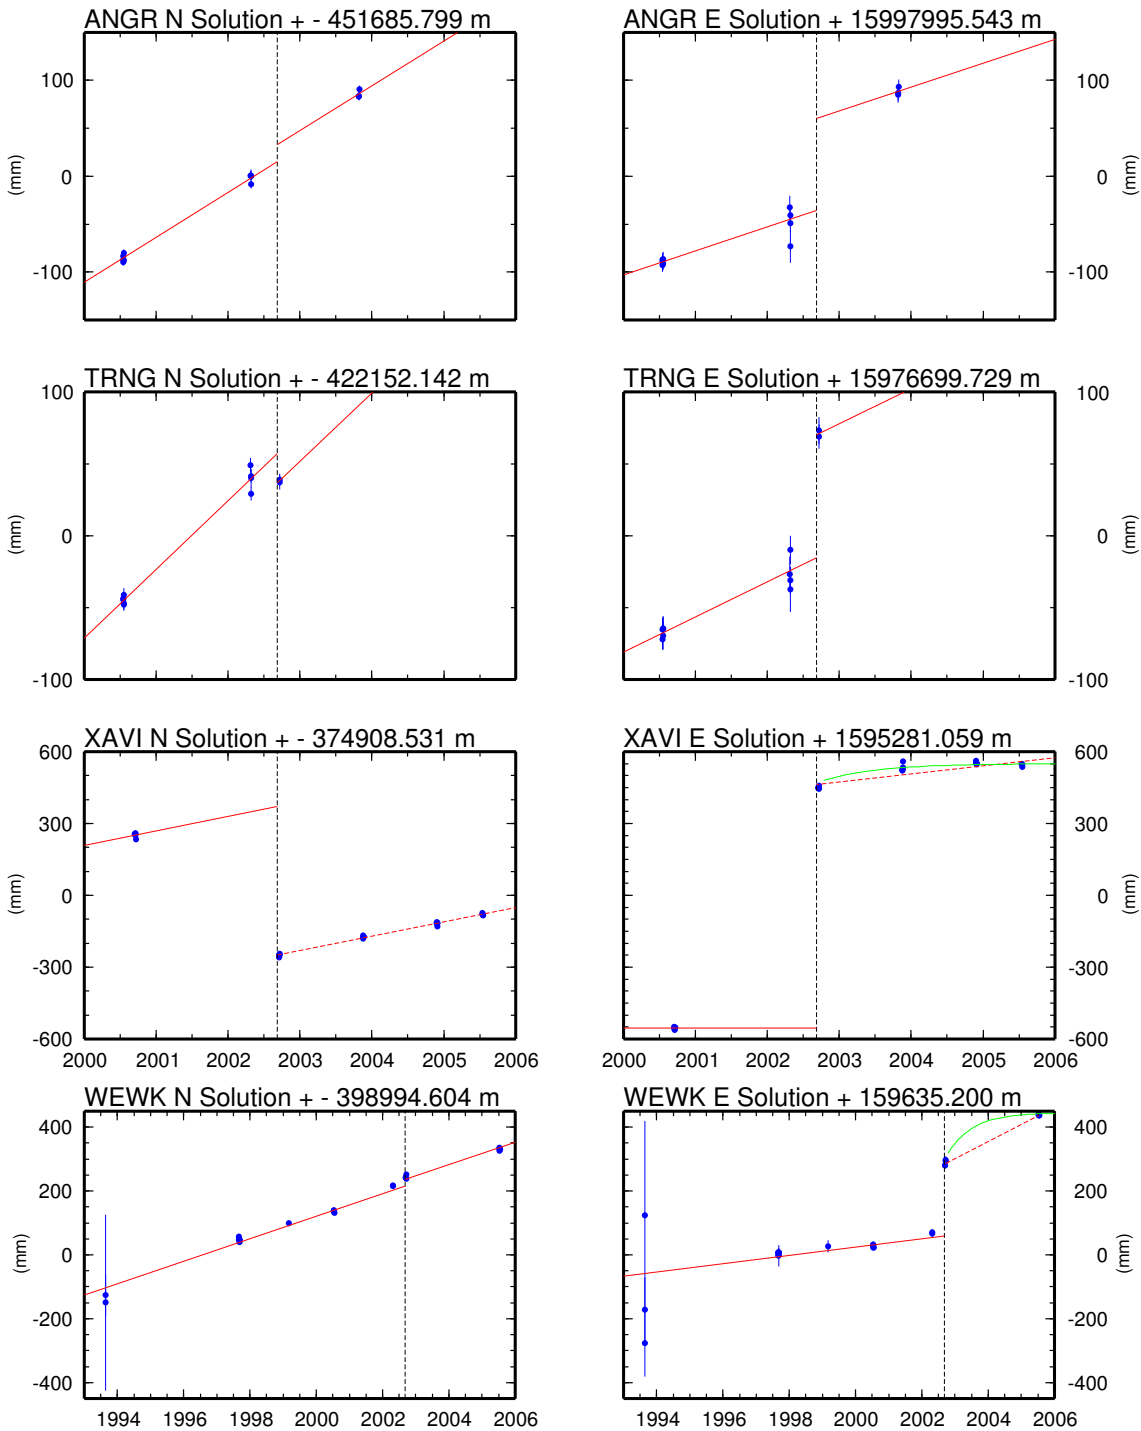 ANGR N Solution + - 451685.799 m
ANGR E Solution + 15997995.543 m
100
0
-100
(mm)
100
0
-100
(mm)
TRNG N Solution + - 422152.142 m
TRNG E Solution + 15976699.729 m
100
0
-100
(mm)
100
0
-100
(mm)
XAVI N Solution + - 374908.531 m
XAVI E Solution + 1595281.059 m
600
300
0
-300
-600
(mm)
600
300
0
-300
-600
(mm)
2000 2001 2002 2003 2004 2005 2006
2000 2001 2002 2003 2004 2005 2006
WEWK N Solution + - 398994.604 m
WEWK E Solution + 159635.200 m
400
200
0
-200
-400
(mm)
400
200
0
-200
-400
(mm)
1994 1996 1998 2000 2002 2004 2006
1994 1996 1998 2000 2002 2004 2006